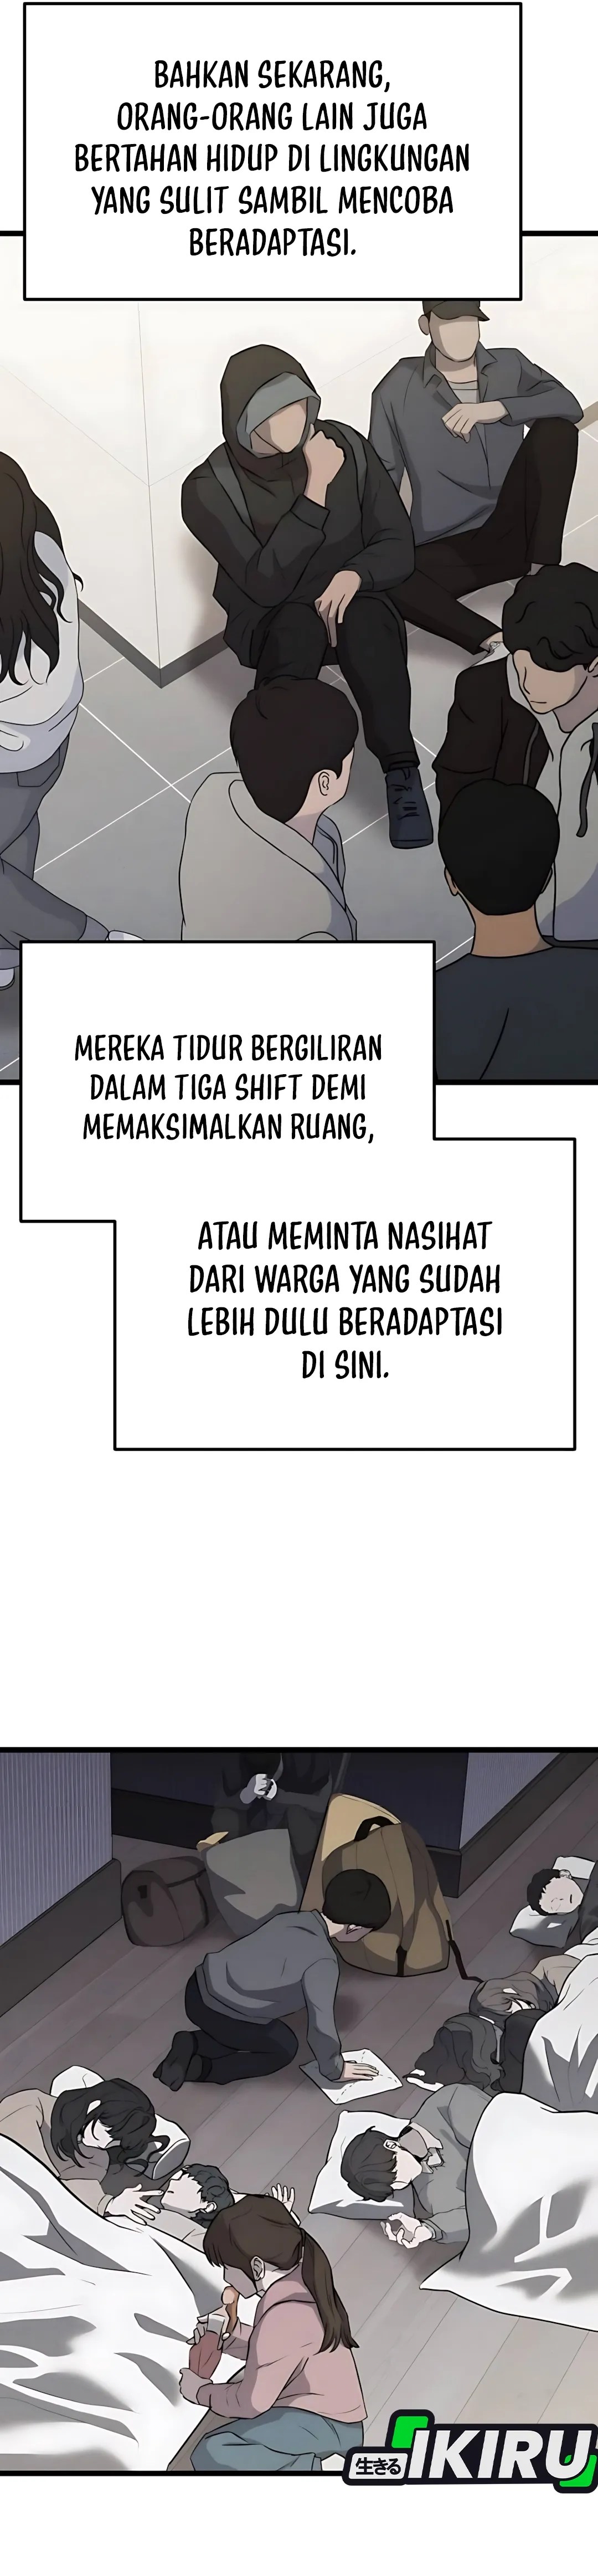 BAHKAN SEKARANG,
ORANG-ORANG LAIN JUGA
BERTAHAN HIDUP DI LINGKUNGAN
YANG SULIT SAMBIL MENCOBA
BERADAPTASI.
MEREKA TIDUR BERGILIRAN
DALAM TIGA SHIFT DEMI
MEMAKSIMALKAN RUANG,
ATAU MEMINTA NASIHAT
DARI WARGA YANG SUDAH
LEBIH DULU BERADAPTASI
DI SINI.
生きる IKIRU